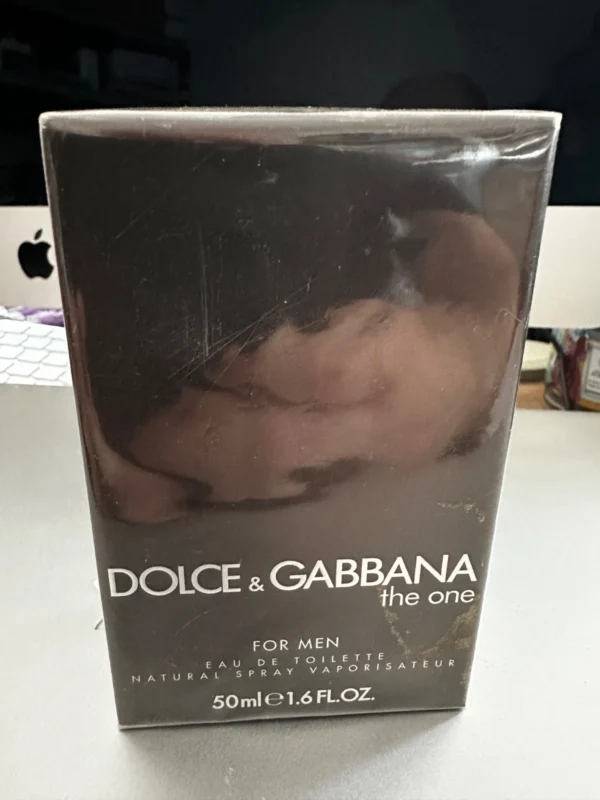 DOLCE & GABBANA
the one
FOR MEN
EAU DE TOILETTE
NATURAL SPRAY VAPORISATEUR
50ml ℮ 1.6 FL.OZ.